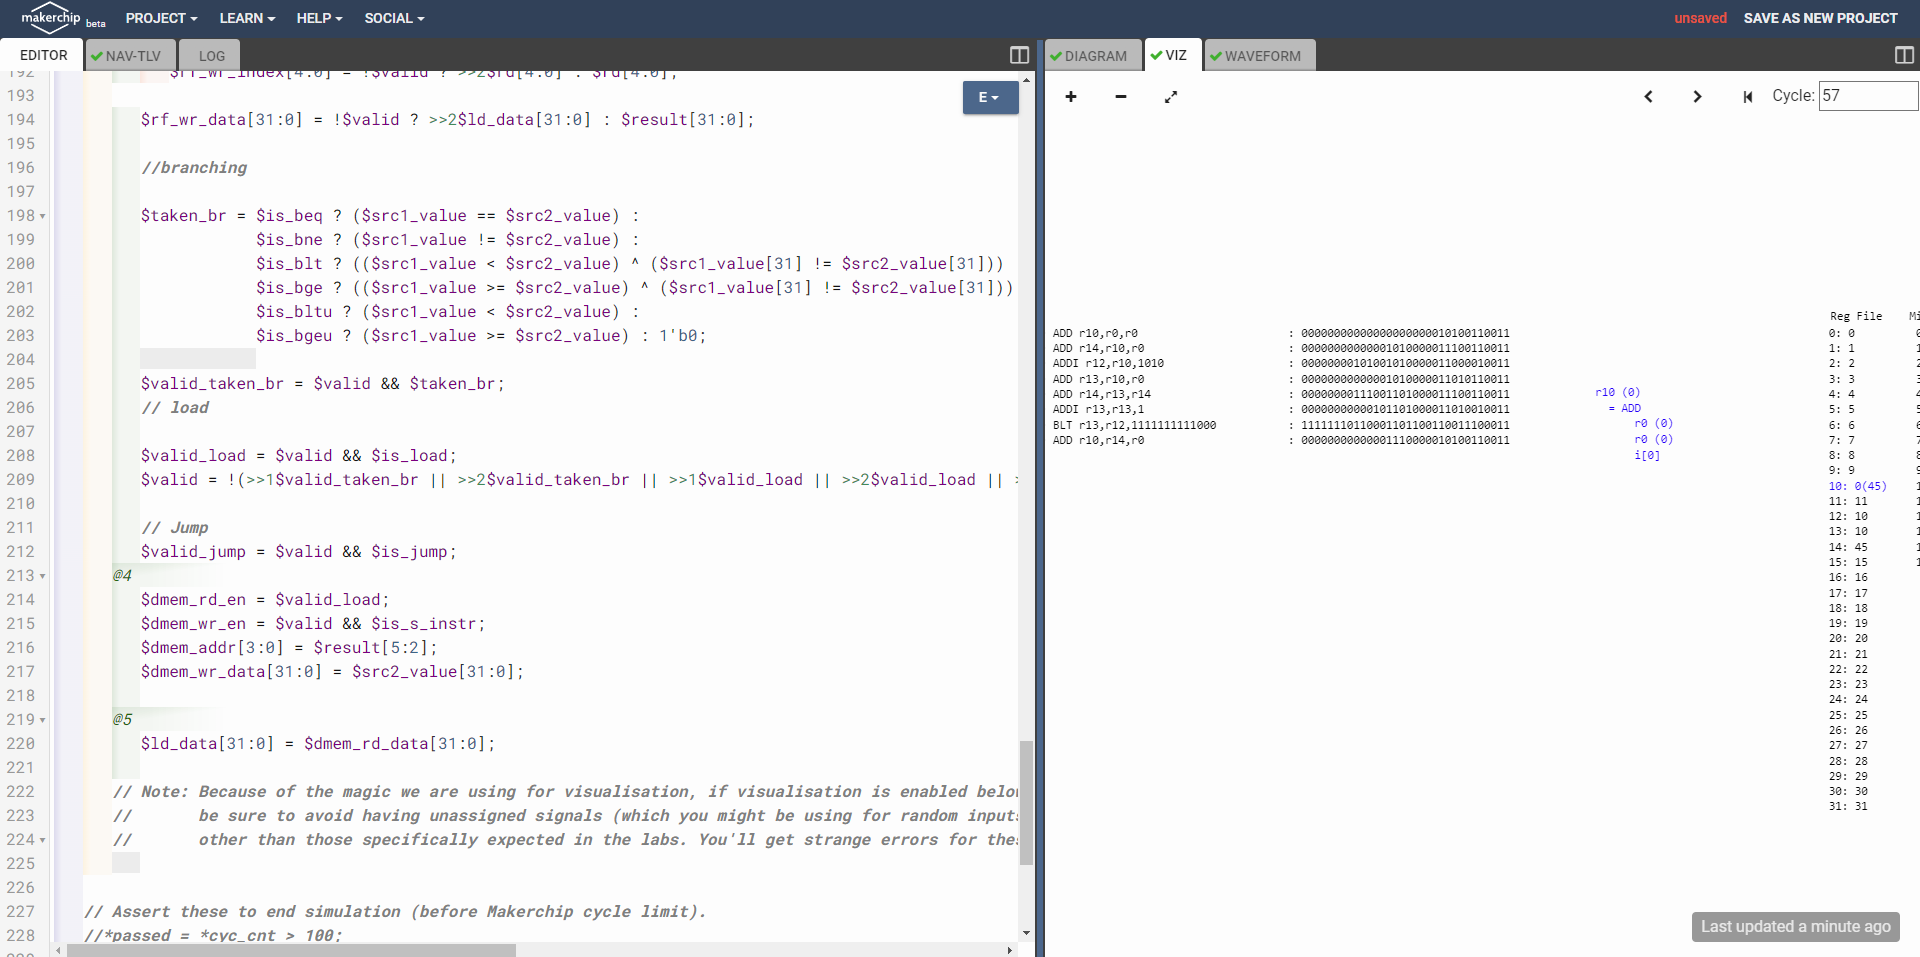 makerchip beta PROJECT LEARN HELP SOCIAL unsaved SAVE AS NEW PROJECT
EDITOR NAV-TLV LOG DIAGRAM VIZ WAVEFORM
E
Cycle: 57
192 $rf_wr_index[4:0] = !$valid ? >>2$rd[4:0] : $rd[4:0];
193
194 $rf_wr_data[31:0] = !$valid ? >>2$ld_data[31:0] : $result[31:0];
195
196 //branching
197
198 $taken_br = $is_beq ? ($src1_value == $src2_value) :
199 $is_bne ? ($src1_value != $src2_value) :
200 $is_blt ? (($src1_value < $src2_value) ^ ($src1_value[31] != $src2_value[31]))
201 $is_bge ? (($src1_value >= $src2_value) ^ ($src1_value[31] != $src2_value[31]))
202 $is_bltu ? ($src1_value < $src2_value) :
203 $is_bgeu ? ($src1_value >= $src2_value) : 1'b0;
204
205 $valid_taken_br = $valid && $taken_br;
206 // load
207
208 $valid_load = $valid && $is_load;
209 $valid = !(>>1$valid_taken_br || >>2$valid_taken_br || >>1$valid_load || >>2$valid_load ||
210
211 // Jump
212 $valid_jump = $valid && $is_jump;
213 @4
214 $dmem_rd_en = $valid_load;
215 $dmem_wr_en = $valid && $is_s_instr;
216 $dmem_addr[3:0] = $result[5:2];
217 $dmem_wr_data[31:0] = $src2_value[31:0];
218
219 @5
220 $ld_data[31:0] = $dmem_rd_data[31:0];
221
222 // Note: Because of the magic we are using for visualisation, if visualisation is enabled below
223 // be sure to avoid having unassigned signals (which you might be using for random inputs
224 // other than those specifically expected in the labs. You'll get strange errors for the
225
226
227 // Assert these to end simulation (before Makerchip cycle limit).
228 //*passed = *cyc_cnt > 100;
ADD r10,r0,r0 : 00000000000000000000010100110011
ADD r14,r10,r0 : 00000000000001010000011100110011
ADDI r12,r10,1010 : 00000000101001010000011000010011
ADD r13,r10,r0 : 00000000000001010000011010110011
ADD r14,r13,r14 : 00000000111001101000011100110011
ADDI r13,r13,1 : 00000000000101101000011010010011
BLT r13,r12,1111111111000 : 11111110110001101100110011100011
ADD r10,r14,r0 : 00000000000001110000010100110011
r10 (0)
= ADD
r0 (0)
r0 (0)
i[0]
Reg File
0: 0
1: 1
2: 2
3: 3
4: 4
5: 5
6: 6
7: 7
8: 8
9: 9
10: 0(45)
11: 11
12: 10
13: 10
14: 45
15: 15
16: 16
17: 17
18: 18
19: 19
20: 20
21: 21
22: 22
23: 23
24: 24
25: 25
26: 26
27: 27
28: 28
29: 29
30: 30
31: 31
Last updated a minute ago